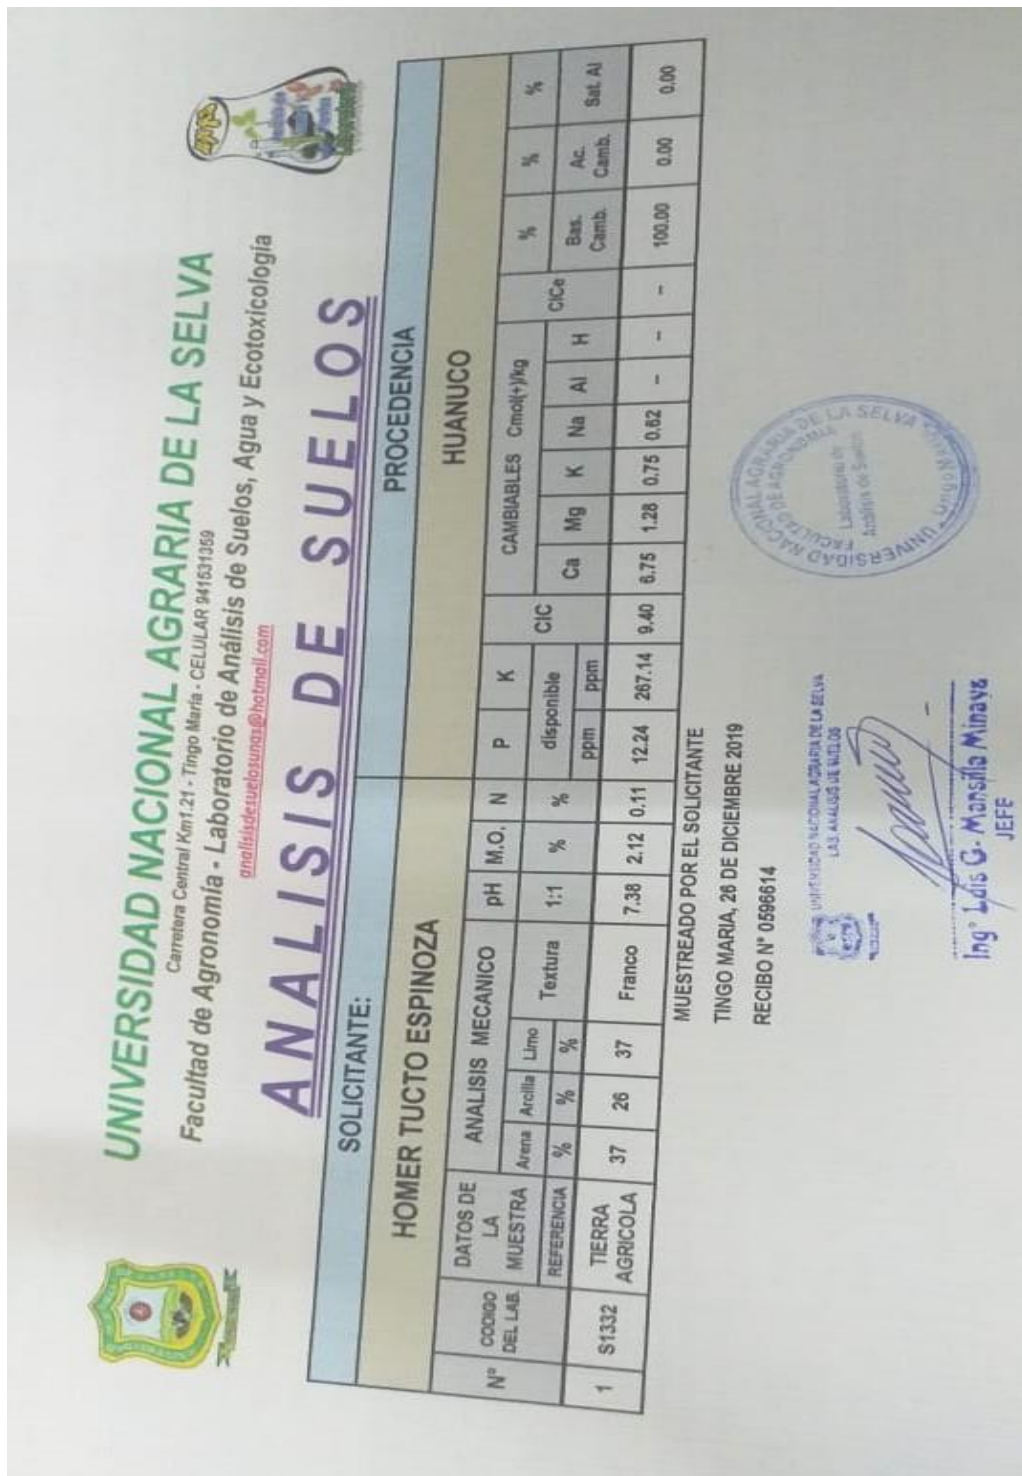 UNIVERSIDAD NACIONAL AGRARIA DE LA SELVA
Carretera Central Km1.21 - Tingo María - CELULAR 941531359
Facultad de Agronomía - Laboratorio de Análisis de Suelos, Agua y Ecotoxicología
analisisdesuelosunas@hotmail.com
ANALISIS DE SUELOS
SOLICITANTE: PROCEDENCIA
HOMER TUCTO ESPINOZA HUANUCO
Nº CODIGO DEL LAB. DATOS DE LA MUESTRA ANALISIS MECANICO pH M.O. N P K CIC CAMBIABLES Cmol(+)/kg CICe % % %
Arena Arcilla Limo Textura 1:1 % % disponible Ca Mg K Na Al H Bas. Camb. Ac. Camb. Sat. Al
REFERENCIA % % % ppm ppm
1 S1332 TIERRA AGRICOLA 37 26 37 Franco 7.38 2.12 0.11 12.24 267.14 9.40 6.75 1.28 0.75 0.62 -- -- -- 100.00 0.00 0.00
MUESTREADO POR EL SOLICITANTE
TINGO MARIA, 26 DE DICIEMBRE 2019
RECIBO N° 0596614
UNIVERSIDAD NACIONAL AGRARIA DE LA SELVA
LAB. ANALISIS DE SUELOS
Ing° Luis G. Mansilla Minaya
JEFE
UNIVERSIDAD NACIONAL AGRARIA DE LA SELVA
FACULTAD DE AGRONOMIA
Laboratorio de
Análisis de Suelos